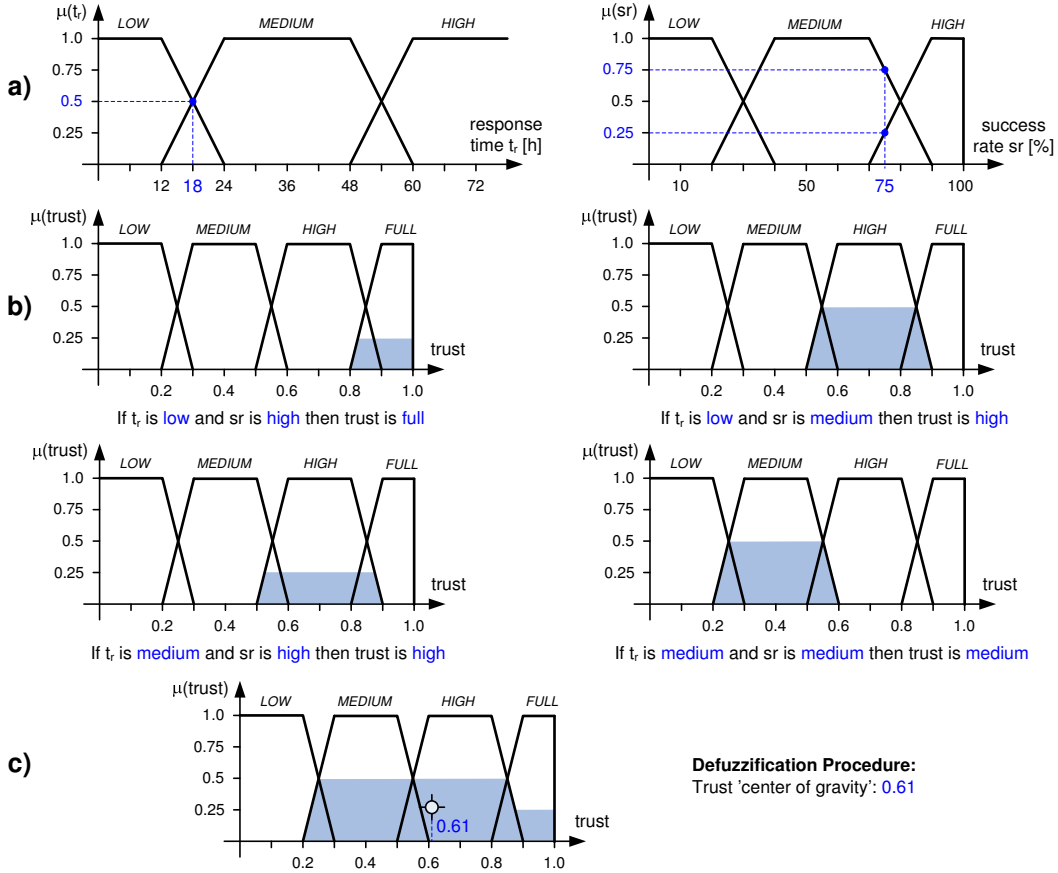 μ(tr)
LOW MEDIUM HIGH
1.0
0.75
0.5
0.25
12 18 24 36 48 60 72
response
time tr [h]
a)
μ(sr)
LOW MEDIUM HIGH
1.0
0.75
0.5
0.25
10 50 75 100
success
rate sr [%]
b)
μ(trust)
LOW MEDIUM HIGH FULL
1.0
0.75
0.5
0.25
trust
0.2 0.4 0.6 0.8 1.0
If tr is low and sr is high then trust is full
μ(trust)
LOW MEDIUM HIGH FULL
1.0
0.75
0.5
0.25
trust
0.2 0.4 0.6 0.8 1.0
If tr is low and sr is medium then trust is high
μ(trust)
LOW MEDIUM HIGH FULL
1.0
0.75
0.5
0.25
trust
0.2 0.4 0.6 0.8 1.0
If tr is medium and sr is high then trust is high
μ(trust)
LOW MEDIUM HIGH FULL
1.0
0.75
0.5
0.25
trust
0.2 0.4 0.6 0.8 1.0
If tr is medium and sr is medium then trust is medium
c)
μ(trust)
LOW MEDIUM HIGH FULL
1.0
0.75
0.5
0.25
0.61
trust
0.2 0.4 0.6 0.8 1.0
Defuzzification Procedure:
Trust 'center of gravity': 0.61